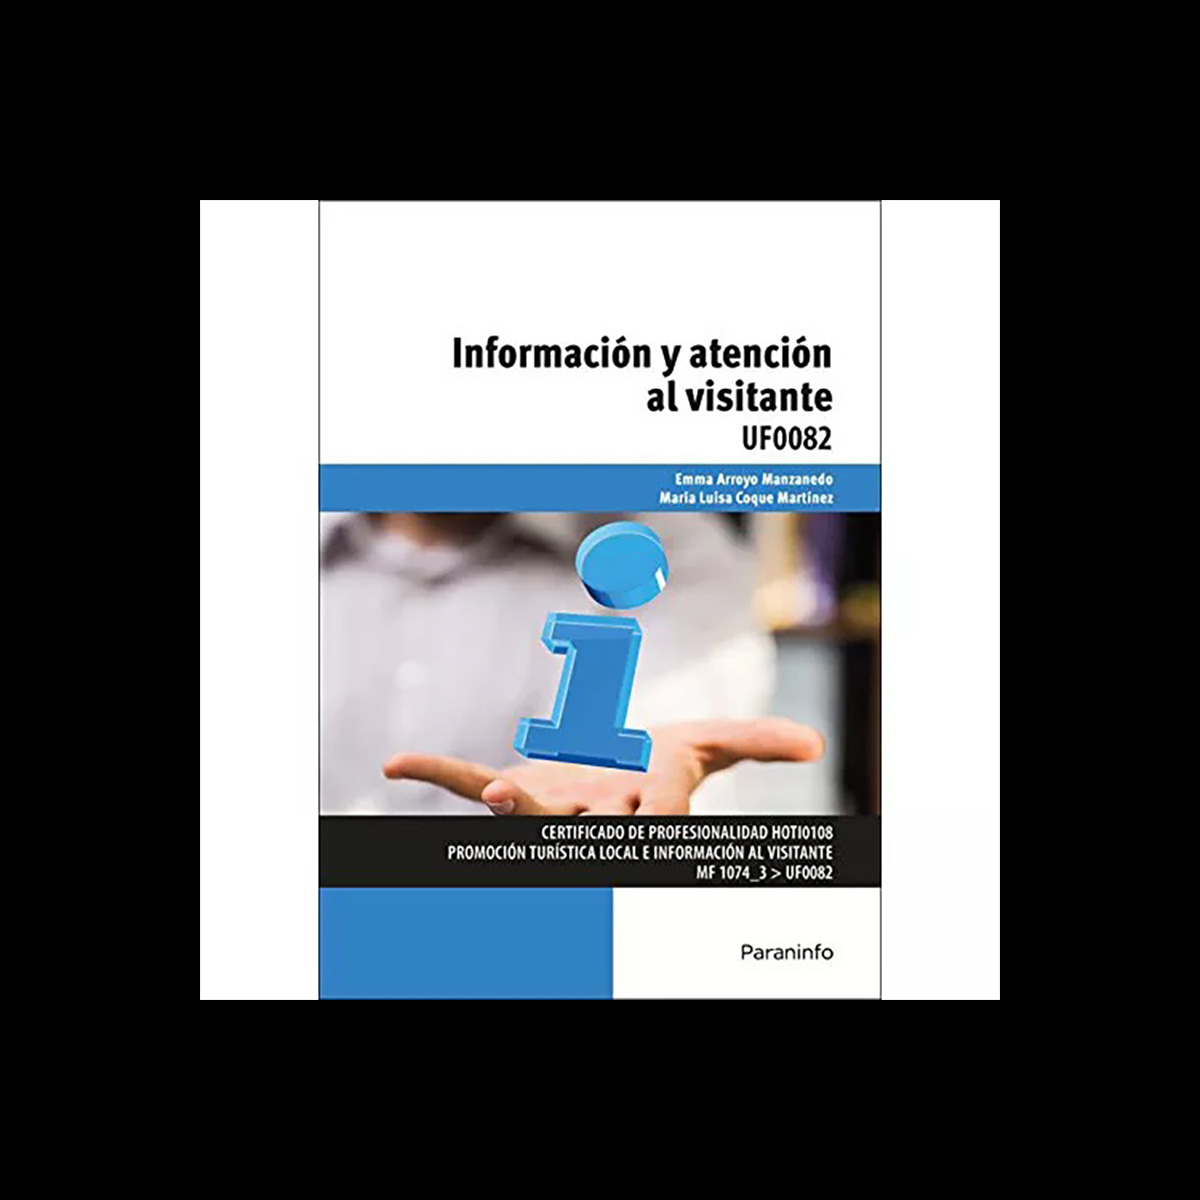 Información y atención
al visitante
UF0082
Emma Arroyo Manzanedo
María Luisa Coque Martínez
i
CERTIFICADO DE PROFESIONALIDAD HOTI0108
PROMOCIÓN TURÍSTICA LOCAL E INFORMACIÓN AL VISITANTE
MF 1074_3 > UF0082
Paraninfo